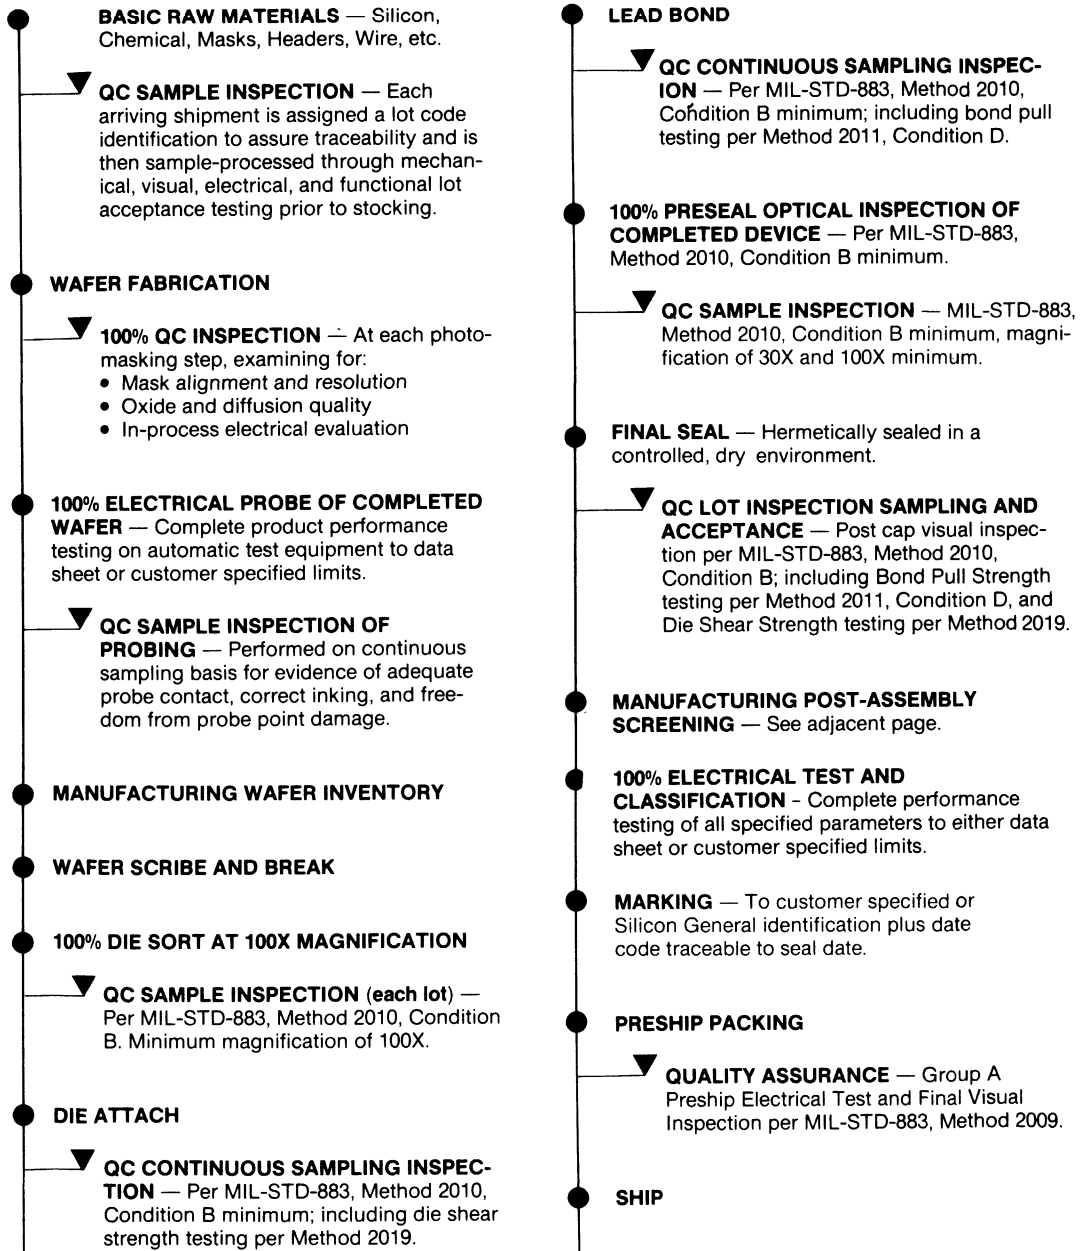 BASIC RAW MATERIALS — Silicon,
Chemical, Masks, Headers, Wire, etc.
QC SAMPLE INSPECTION — Each
arriving shipment is assigned a lot code
identification to assure traceability and is
then sample-processed through mechan-
ical, visual, electrical, and functional lot
acceptance testing prior to stocking.
WAFER FABRICATION
100% QC INSPECTION — At each photo-
masking step, examining for:
• Mask alignment and resolution
• Oxide and diffusion quality
• In-process electrical evaluation
100% ELECTRICAL PROBE OF COMPLETED
WAFER — Complete product performance
testing on automatic test equipment to data
sheet or customer specified limits.
QC SAMPLE INSPECTION OF
PROBING — Performed on continuous
sampling basis for evidence of adequate
probe contact, correct inking, and free-
dom from probe point damage.
MANUFACTURING WAFER INVENTORY
WAFER SCRIBE AND BREAK
100% DIE SORT AT 100X MAGNIFICATION
QC SAMPLE INSPECTION (each lot) —
Per MIL-STD-883, Method 2010, Condition
B. Minimum magnification of 100X.
DIE ATTACH
QC CONTINUOUS SAMPLING INSPEC-
TION — Per MIL-STD-883, Method 2010,
Condition B minimum; including die shear
strength testing per Method 2019.
LEAD BOND
QC CONTINUOUS SAMPLING INSPEC-
ION — Per MIL-STD-883, Method 2010,
Condition B minimum; including bond pull
testing per Method 2011, Condition D.
100% PRESEAL OPTICAL INSPECTION OF
COMPLETED DEVICE — Per MIL-STD-883,
Method 2010, Condition B minimum.
QC SAMPLE INSPECTION — MIL-STD-883,
Method 2010, Condition B minimum, magni-
fication of 30X and 100X minimum.
FINAL SEAL — Hermetically sealed in a
controlled, dry environment.
QC LOT INSPECTION SAMPLING AND
ACCEPTANCE — Post cap visual inspec-
tion per MIL-STD-883, Method 2010,
Condition B; including Bond Pull Strength
testing per Method 2011, Condition D, and
Die Shear Strength testing per Method 2019.
MANUFACTURING POST-ASSEMBLY
SCREENING — See adjacent page.
100% ELECTRICAL TEST AND
CLASSIFICATION - Complete performance
testing of all specified parameters to either data
sheet or customer specified limits.
MARKING — To customer specified or
Silicon General identification plus date
code traceable to seal date.
PRESHIP PACKING
QUALITY ASSURANCE — Group A
Preship Electrical Test and Final Visual
Inspection per MIL-STD-883, Method 2009.
SHIP